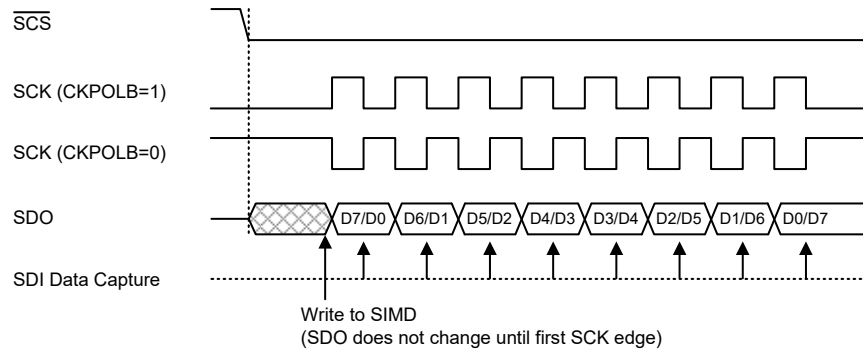 SCS
SCK (CKPOLB=1)
SCK (CKPOLB=0)
SDO
D7/D0 D6/D1 D5/D2 D4/D3 D3/D4 D2/D5 D1/D6 D0/D7
SDI Data Capture
Write to SIMD
(SDO does not change until first SCK edge)